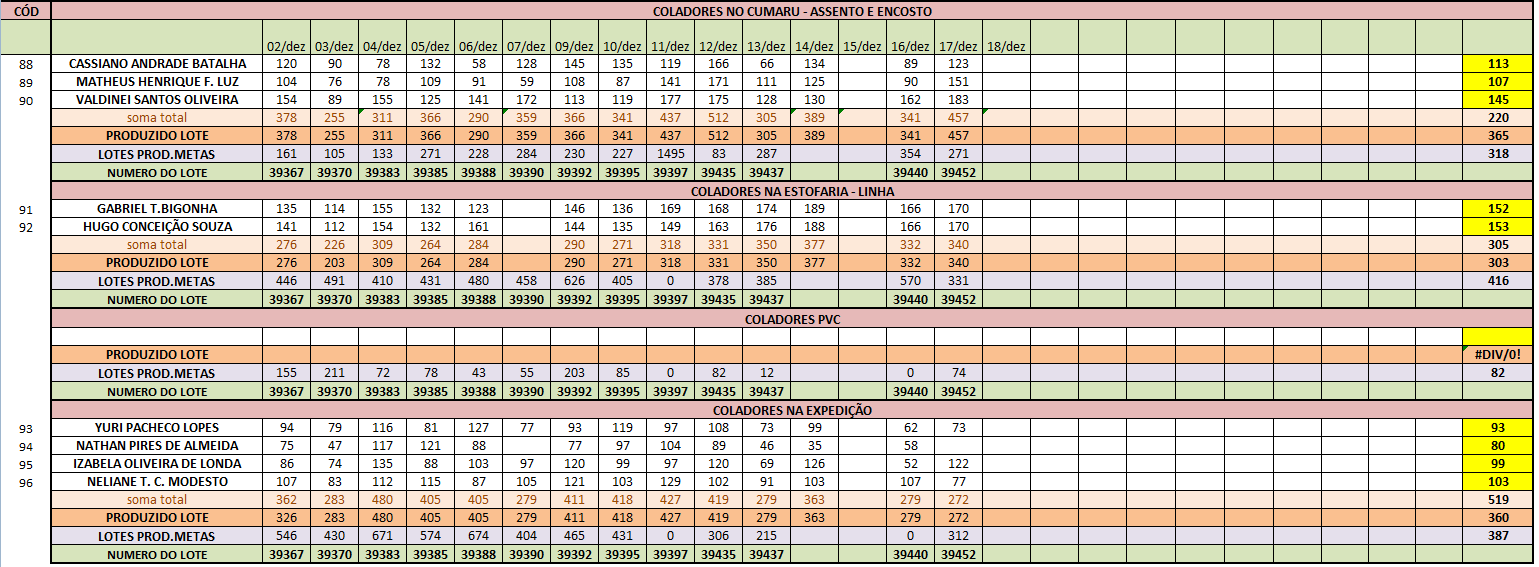 CÓD COLADORES NO CUMARU - ASSENTO E ENCOSTO
02/dez 03/dez 04/dez 05/dez 06/dez 07/dez 09/dez 10/dez 11/dez 12/dez 13/dez 14/dez 15/dez 16/dez 17/dez 18/dez
88 CASSIANO ANDRADE BATALHA 120 90 78 132 58 128 145 135 119 166 66 134 89 123 113
89 MATHEUS HENRIQUE F. LUZ 104 76 78 109 91 59 108 87 141 171 111 125 90 151 107
90 VALDINEI SANTOS OLIVEIRA 154 89 155 125 141 172 113 119 177 175 128 130 162 183 145
soma total 378 255 311 366 290 359 366 341 437 512 305 389 341 457 220
PRODUZIDO LOTE 378 255 311 366 290 359 366 341 437 512 305 389 341 457 365
LOTES PROD.METAS 161 105 133 271 228 284 230 227 1495 83 287 354 271 318
NUMERO DO LOTE 39367 39370 39383 39385 39388 39390 39392 39395 39397 39435 39437 39440 39452
COLADORES NA ESTOFARIA - LINHA
91 GABRIEL T.BIGONHA 135 114 155 132 123 146 136 169 168 174 189 166 170 152
92 HUGO CONCEIÇÃO SOUZA 141 112 154 132 161 144 135 149 163 176 188 166 170 153
soma total 276 226 309 264 284 290 271 318 331 350 377 332 340 305
PRODUZIDO LOTE 276 203 309 264 284 290 271 318 331 350 377 332 340 303
LOTES PROD.METAS 446 491 410 431 480 458 626 405 0 378 385 570 331 416
NUMERO DO LOTE 39367 39370 39383 39385 39388 39390 39392 39395 39397 39435 39437 39440 39452
COLADORES PVC
PRODUZIDO LOTE #DIV/0!
LOTES PROD.METAS 155 211 72 78 43 55 203 85 0 82 12 0 74 82
NUMERO DO LOTE 39367 39370 39383 39385 39388 39390 39392 39395 39397 39435 39437 39440 39452
COLADORES NA EXPEDIÇÃO
93 YURI PACHECO LOPES 94 79 116 81 127 77 93 119 97 108 73 99 62 73 93
94 NATHAN PIRES DE ALMEIDA 75 47 117 121 88 77 97 104 89 46 35 58 80
95 IZABELA OLIVEIRA DE LONDA 86 74 135 88 103 97 120 99 97 120 69 126 52 122 99
96 NELIANE T. C. MODESTO 107 83 112 115 87 105 121 103 129 102 91 103 107 77 103
soma total 362 283 480 405 405 279 411 418 427 419 279 363 279 272 519
PRODUZIDO LOTE 326 283 480 405 405 279 411 418 427 419 279 363 279 272 360
LOTES PROD.METAS 546 430 671 574 674 404 465 431 0 306 215 0 312 387
NUMERO DO LOTE 39367 39370 39383 39385 39388 39390 39392 39395 39397 39435 39437 39440 39452